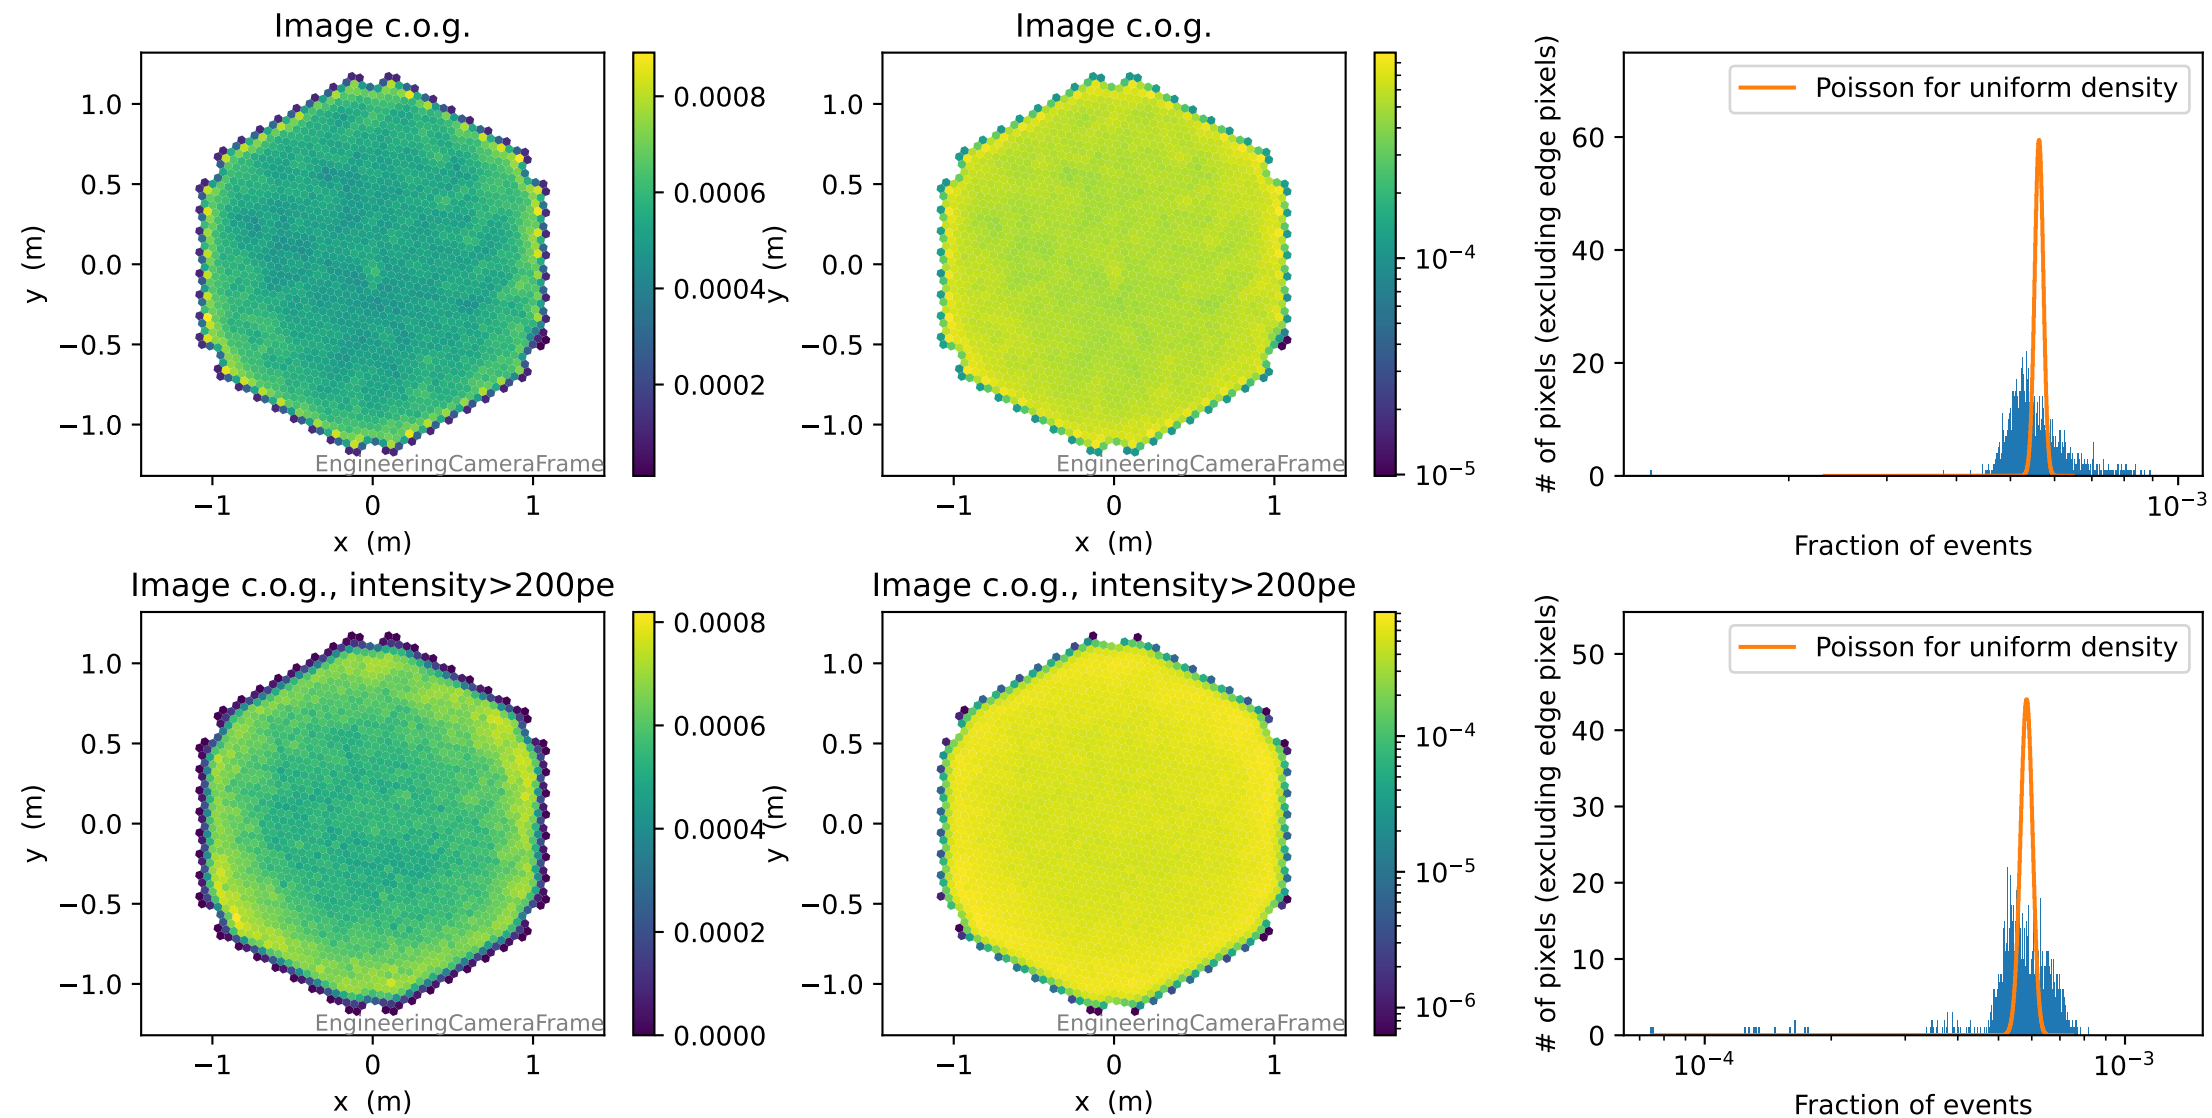 Image c.o.g.
1.0
0.5
0.0
−0.5
−1.0
y (m)
−1
0
1
x (m)
EngineeringCameraFrame
0.0008
0.0006
0.0004
0.0002
Image c.o.g.
1.0
0.5
0.0
−0.5
−1.0
y (m)
−1
0
1
x (m)
EngineeringCameraFrame
10−4
10−5
# of pixels (excluding edge pixels)
60
40
20
0
Poisson for uniform density
10−3
Fraction of events
Image c.o.g., intensity>200pe
1.0
0.5
0.0
−0.5
−1.0
y (m)
−1
0
1
x (m)
EngineeringCameraFrame
0.0008
0.0006
0.0004
0.0002
0.0000
Image c.o.g., intensity>200pe
1.0
0.5
0.0
−0.5
−1.0
y (m)
−1
0
1
x (m)
EngineeringCameraFrame
10−4
10−5
10−6
# of pixels (excluding edge pixels)
50
40
30
20
10
0
Poisson for uniform density
10−4
10−3
Fraction of events